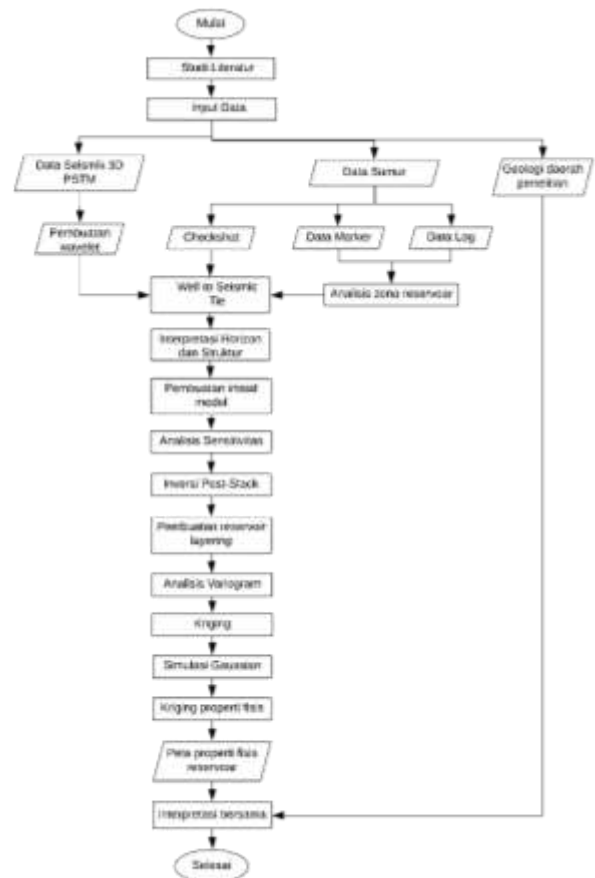 Mulai
Studi Literatur
Input Data
Data Seismik 3D
PSTM
Data Sumur
Geologi daerah
penelitian
Pembuatan
wavelet
Checkshot
Data Marker
Data Log
Well to Seismic
Tie
Analisis zona reservoar
Interpretasi Horizon
dan Struktur
Pembuatan inisial
model
Analisis Sensitivitas
Inversi Post-Stack
Pembuatan reservoir
layering
Analisis Variogram
Kriging
Simulasi Gaussian
Kriging properti fisis
Peta properti fisis
reservoar
Interpretasi bersama
Selesai